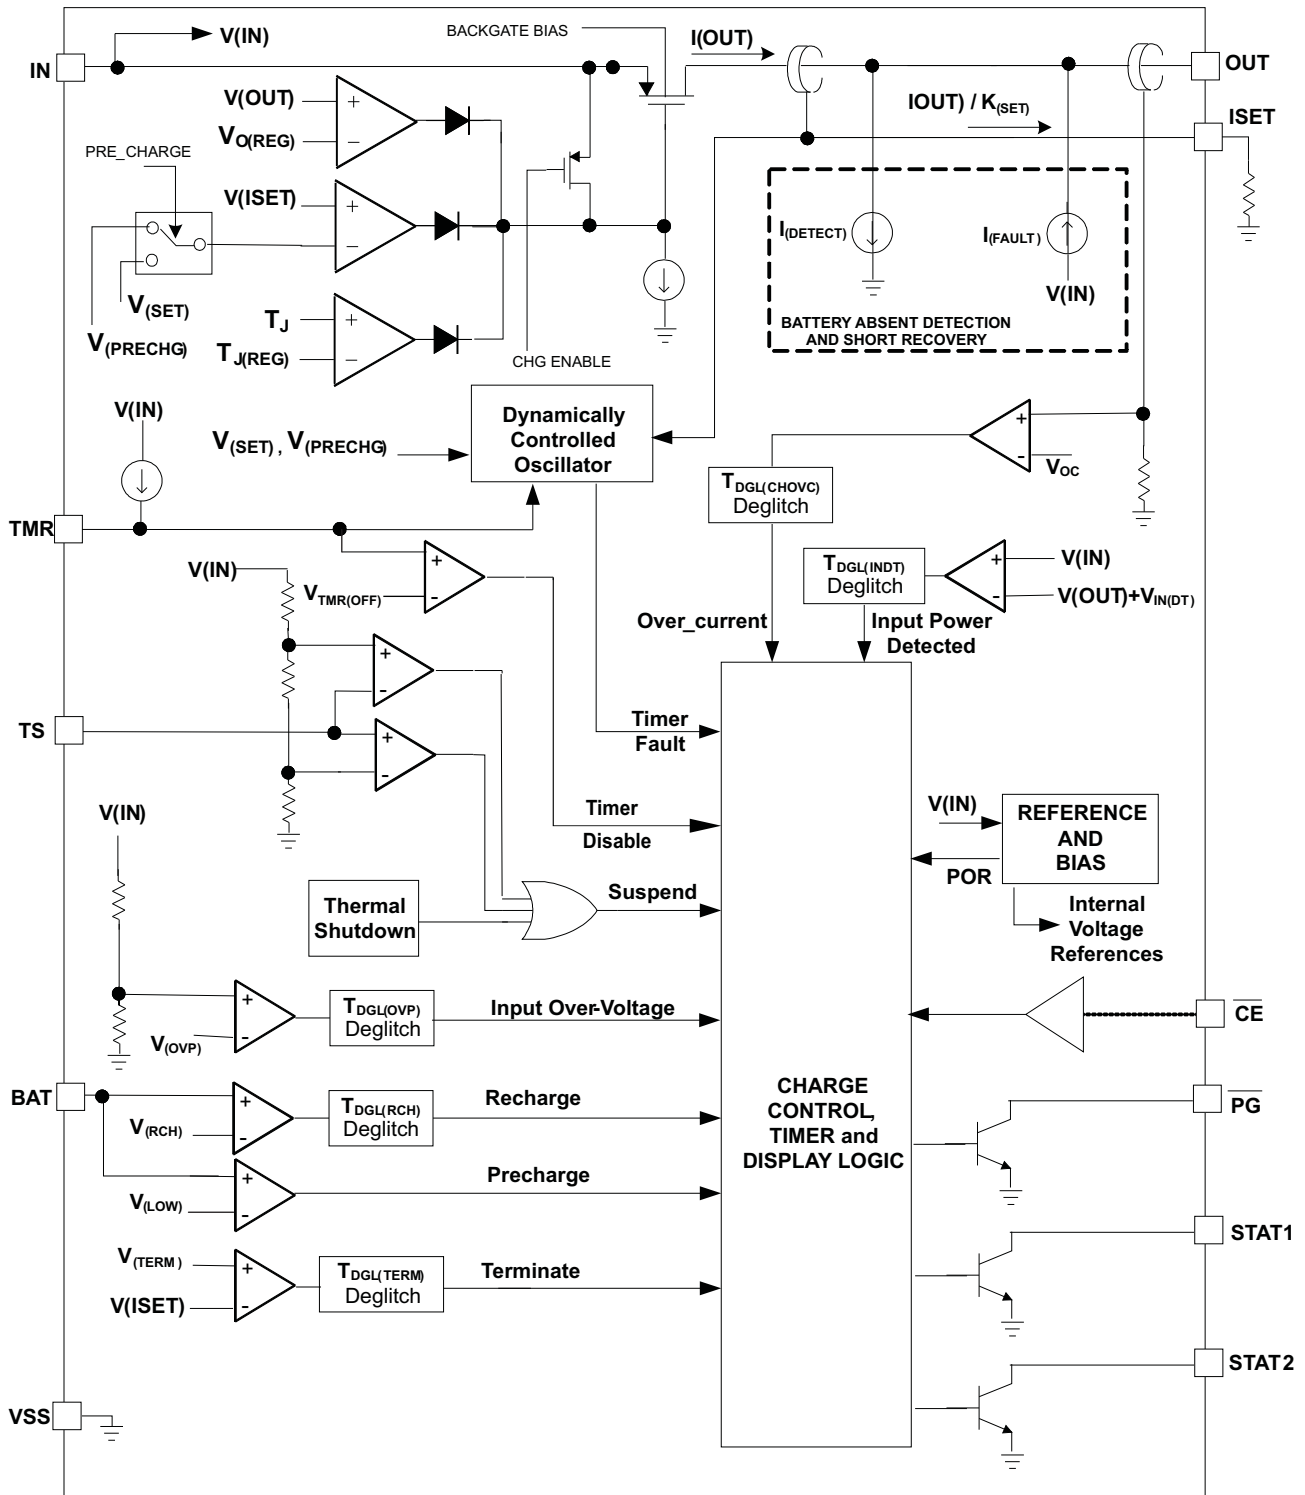 BACKGATE BIAS
I(OUT)
V(IN)
IN
OUT
V(OUT)
VO(REG)
IOUT) / K(SET)
ISET
PRE_CHARGE
V(ISET)
I(DETECT)
I(FAULT)
V(IN)
V(SET)
V(PRECHG)
TJ
TJ(REG)
BATTERY ABSENT DETECTION
AND SHORT RECOVERY
CHG ENABLE
V(IN)
Dynamically
Controlled
Oscillator
V(SET) , V(PRECHG)
VOC
TDGL(CHOVC)
Deglitch
TMR
V(IN)
VTMR(OFF)
TDGL(INDT)
Deglitch
V(IN)
V(OUT)+VIN(DT)
Over_current
Input Power
Detected
TS
Timer
Fault
V(IN)
Timer
Disable
V(IN)
REFERENCE
AND
BIAS
POR
Thermal
Shutdown
Suspend
Internal
Voltage
References
TDGL(OVP)
Deglitch
Input Over-Voltage
V(OVP)
CE
BAT
TDGL(RCH)
Deglitch
Recharge
V(RCH)
CHARGE
CONTROL,
TIMER and
DISPLAY LOGIC
PG
Precharge
V(LOW)
V(TERM)
V(ISET)
TDGL(TERM)
Deglitch
Terminate
STAT1
STAT2
VSS